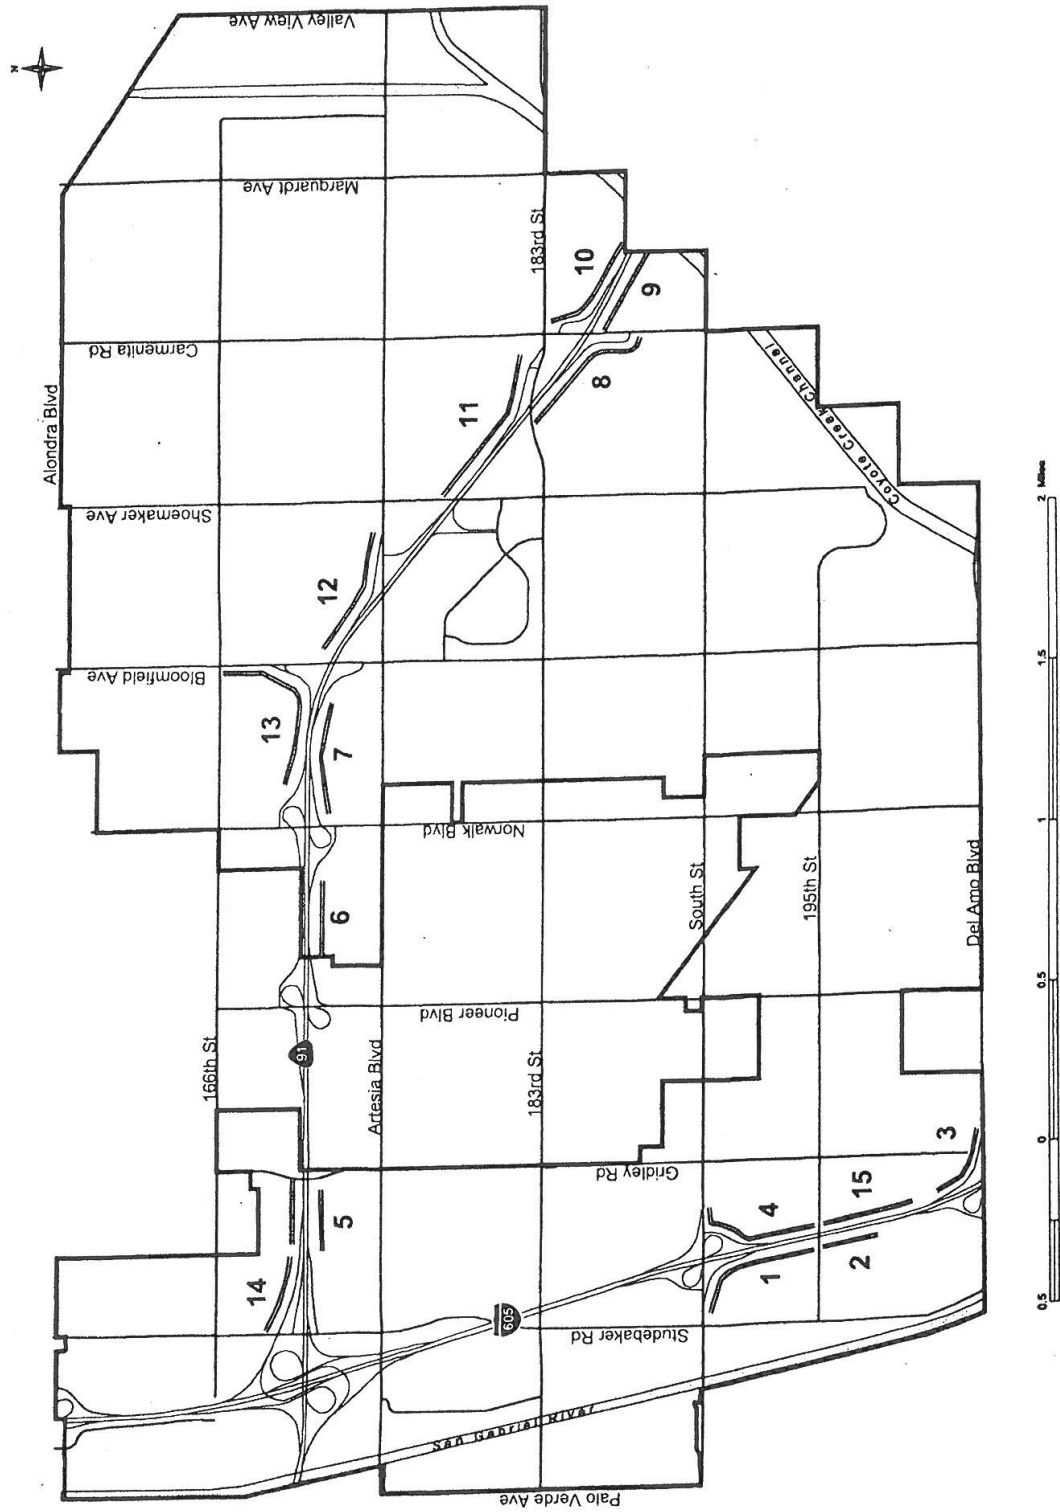 N
Valley View Ave
Marquardt Ave
183rd St
10
9
Carmenita Rd
Alondra Blvd
11
8
Coyote Creek Channel
Shoemaker Ave
12
Bloomfield Ave
13
7
Norwalk Blvd
6
South St
195th St
Del Amo Blvd
Pioneer Blvd
166th St
91
Artesia Blvd
183rd St
Gridley Rd
3
15
4
5
14
1
2
605
Studebaker Rd
San Gabriel River
Palo Verde Ave
0.5 0 0.5 1 1.5 2 Miles